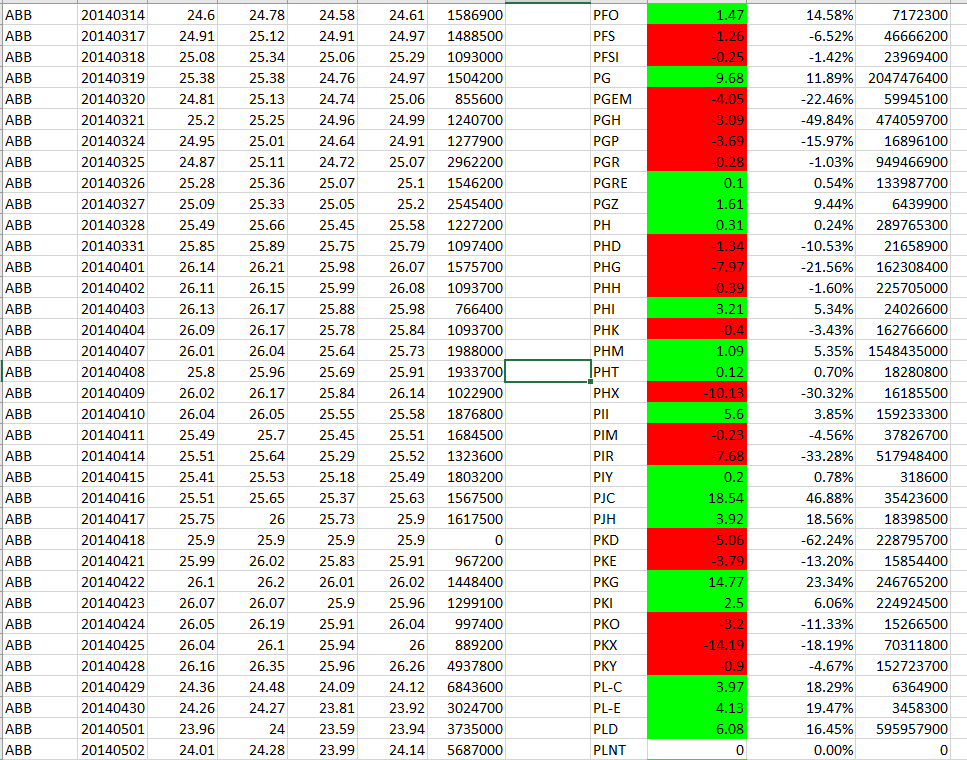 ABB 20140314 24.6 24.78 24.58 24.61 1586900 PFO 1.47 14.58% 7172300
ABB 20140317 24.91 25.12 24.91 24.97 1488500 PFS -1.26 -6.52% 46666200
ABB 20140318 25.08 25.34 25.06 25.29 1093000 PFSI -0.25 -1.42% 23969400
ABB 20140319 25.38 25.38 24.76 24.97 1504200 PG 9.68 11.89% 2047476400
ABB 20140320 24.81 25.13 24.74 25.06 855600 PGEM -4.05 -22.46% 59945100
ABB 20140321 25.2 25.25 24.96 24.99 1240700 PGH -3.09 -49.84% 474059700
ABB 20140324 24.95 25.01 24.64 24.91 1277900 PGP -3.69 -15.97% 16896100
ABB 20140325 24.87 25.11 24.72 25.07 2962200 PGR -0.28 -1.03% 949466900
ABB 20140326 25.28 25.36 25.07 25.1 1546200 PGRE 0.1 0.54% 133987700
ABB 20140327 25.09 25.33 25.05 25.2 2545400 PGZ 1.61 9.44% 6439900
ABB 20140328 25.49 25.66 25.45 25.58 1227200 PH 0.31 0.24% 289765300
ABB 20140331 25.85 25.89 25.75 25.79 1097400 PHD -1.34 -10.53% 21658900
ABB 20140401 26.14 26.21 25.98 26.07 1575700 PHG -7.97 -21.56% 162308400
ABB 20140402 26.11 26.15 25.99 26.08 1093700 PHH -0.39 -1.60% 225705000
ABB 20140403 26.13 26.17 25.88 25.98 766400 PHI 3.21 5.34% 24026600
ABB 20140404 26.09 26.17 25.78 25.84 1093700 PHK -0.4 -3.43% 162766600
ABB 20140407 26.01 26.04 25.64 25.73 1988000 PHM 1.09 5.35% 1548435000
ABB 20140408 25.8 25.96 25.69 25.91 1933700 PHT 0.12 0.70% 18280800
ABB 20140409 26.02 26.17 25.84 26.14 1022900 PHX -10.13 -30.32% 16185500
ABB 20140410 26.04 26.05 25.55 25.58 1876800 PII 5.6 3.85% 159233300
ABB 20140411 25.49 25.7 25.45 25.51 1684500 PIM -0.23 -4.56% 37826700
ABB 20140414 25.51 25.64 25.29 25.52 1323600 PIR -7.68 -33.28% 517948400
ABB 20140415 25.41 25.53 25.18 25.49 1803200 PIY 0.2 0.78% 318600
ABB 20140416 25.51 25.65 25.37 25.63 1567500 PJC 18.54 46.88% 35423600
ABB 20140417 25.75 26 25.73 25.9 1617500 PJH 3.92 18.56% 18398500
ABB 20140418 25.9 25.9 25.9 25.9 0 PKD -5.06 -62.24% 228795700
ABB 20140421 25.99 26.02 25.83 25.91 967200 PKE -3.79 -13.20% 15854400
ABB 20140422 26.1 26.2 26.01 26.02 1448400 PKG 14.77 23.34% 246765200
ABB 20140423 26.07 26.07 25.9 25.96 1299100 PKI 2.5 6.06% 224924500
ABB 20140424 26.05 26.19 25.91 26.04 997400 PKO -3.2 -11.33% 15266500
ABB 20140425 26.04 26.1 25.94 26 889200 PKX -14.19 -18.19% 70311800
ABB 20140428 26.16 26.35 25.96 26.26 4937800 PKY -0.9 -4.67% 152723700
ABB 20140429 24.36 24.48 24.09 24.12 6843600 PL-C 3.97 18.29% 6364900
ABB 20140430 24.26 24.27 23.81 23.92 3024700 PL-E 4.13 19.47% 3458300
ABB 20140501 23.96 24 23.59 23.94 3735000 PLD 6.08 16.45% 595957900
ABB 20140502 24.01 24.28 23.99 24.14 5687000 PLNT 0 0.00% 0